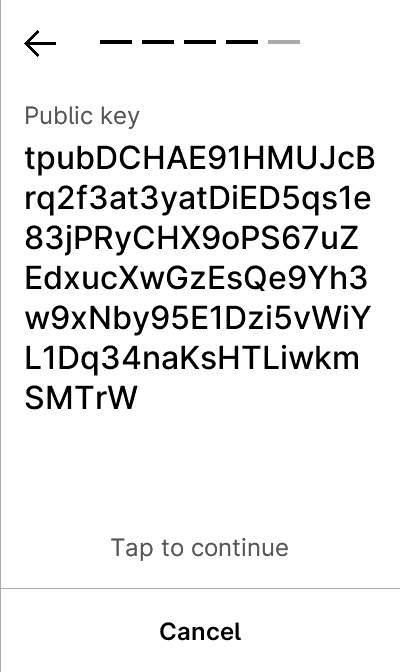 Public key
tpubDCHAE91HMUJcB
rq2f3at3yatDiED5qs1e
83jPRyCHX9oPS67uZ
EdxucXwGzEsQe9Yh3
w9xNby95E1Dzi5vWiY
L1Dq34naKsHTLiwkm
SMTrW
Tap to continue
Cancel